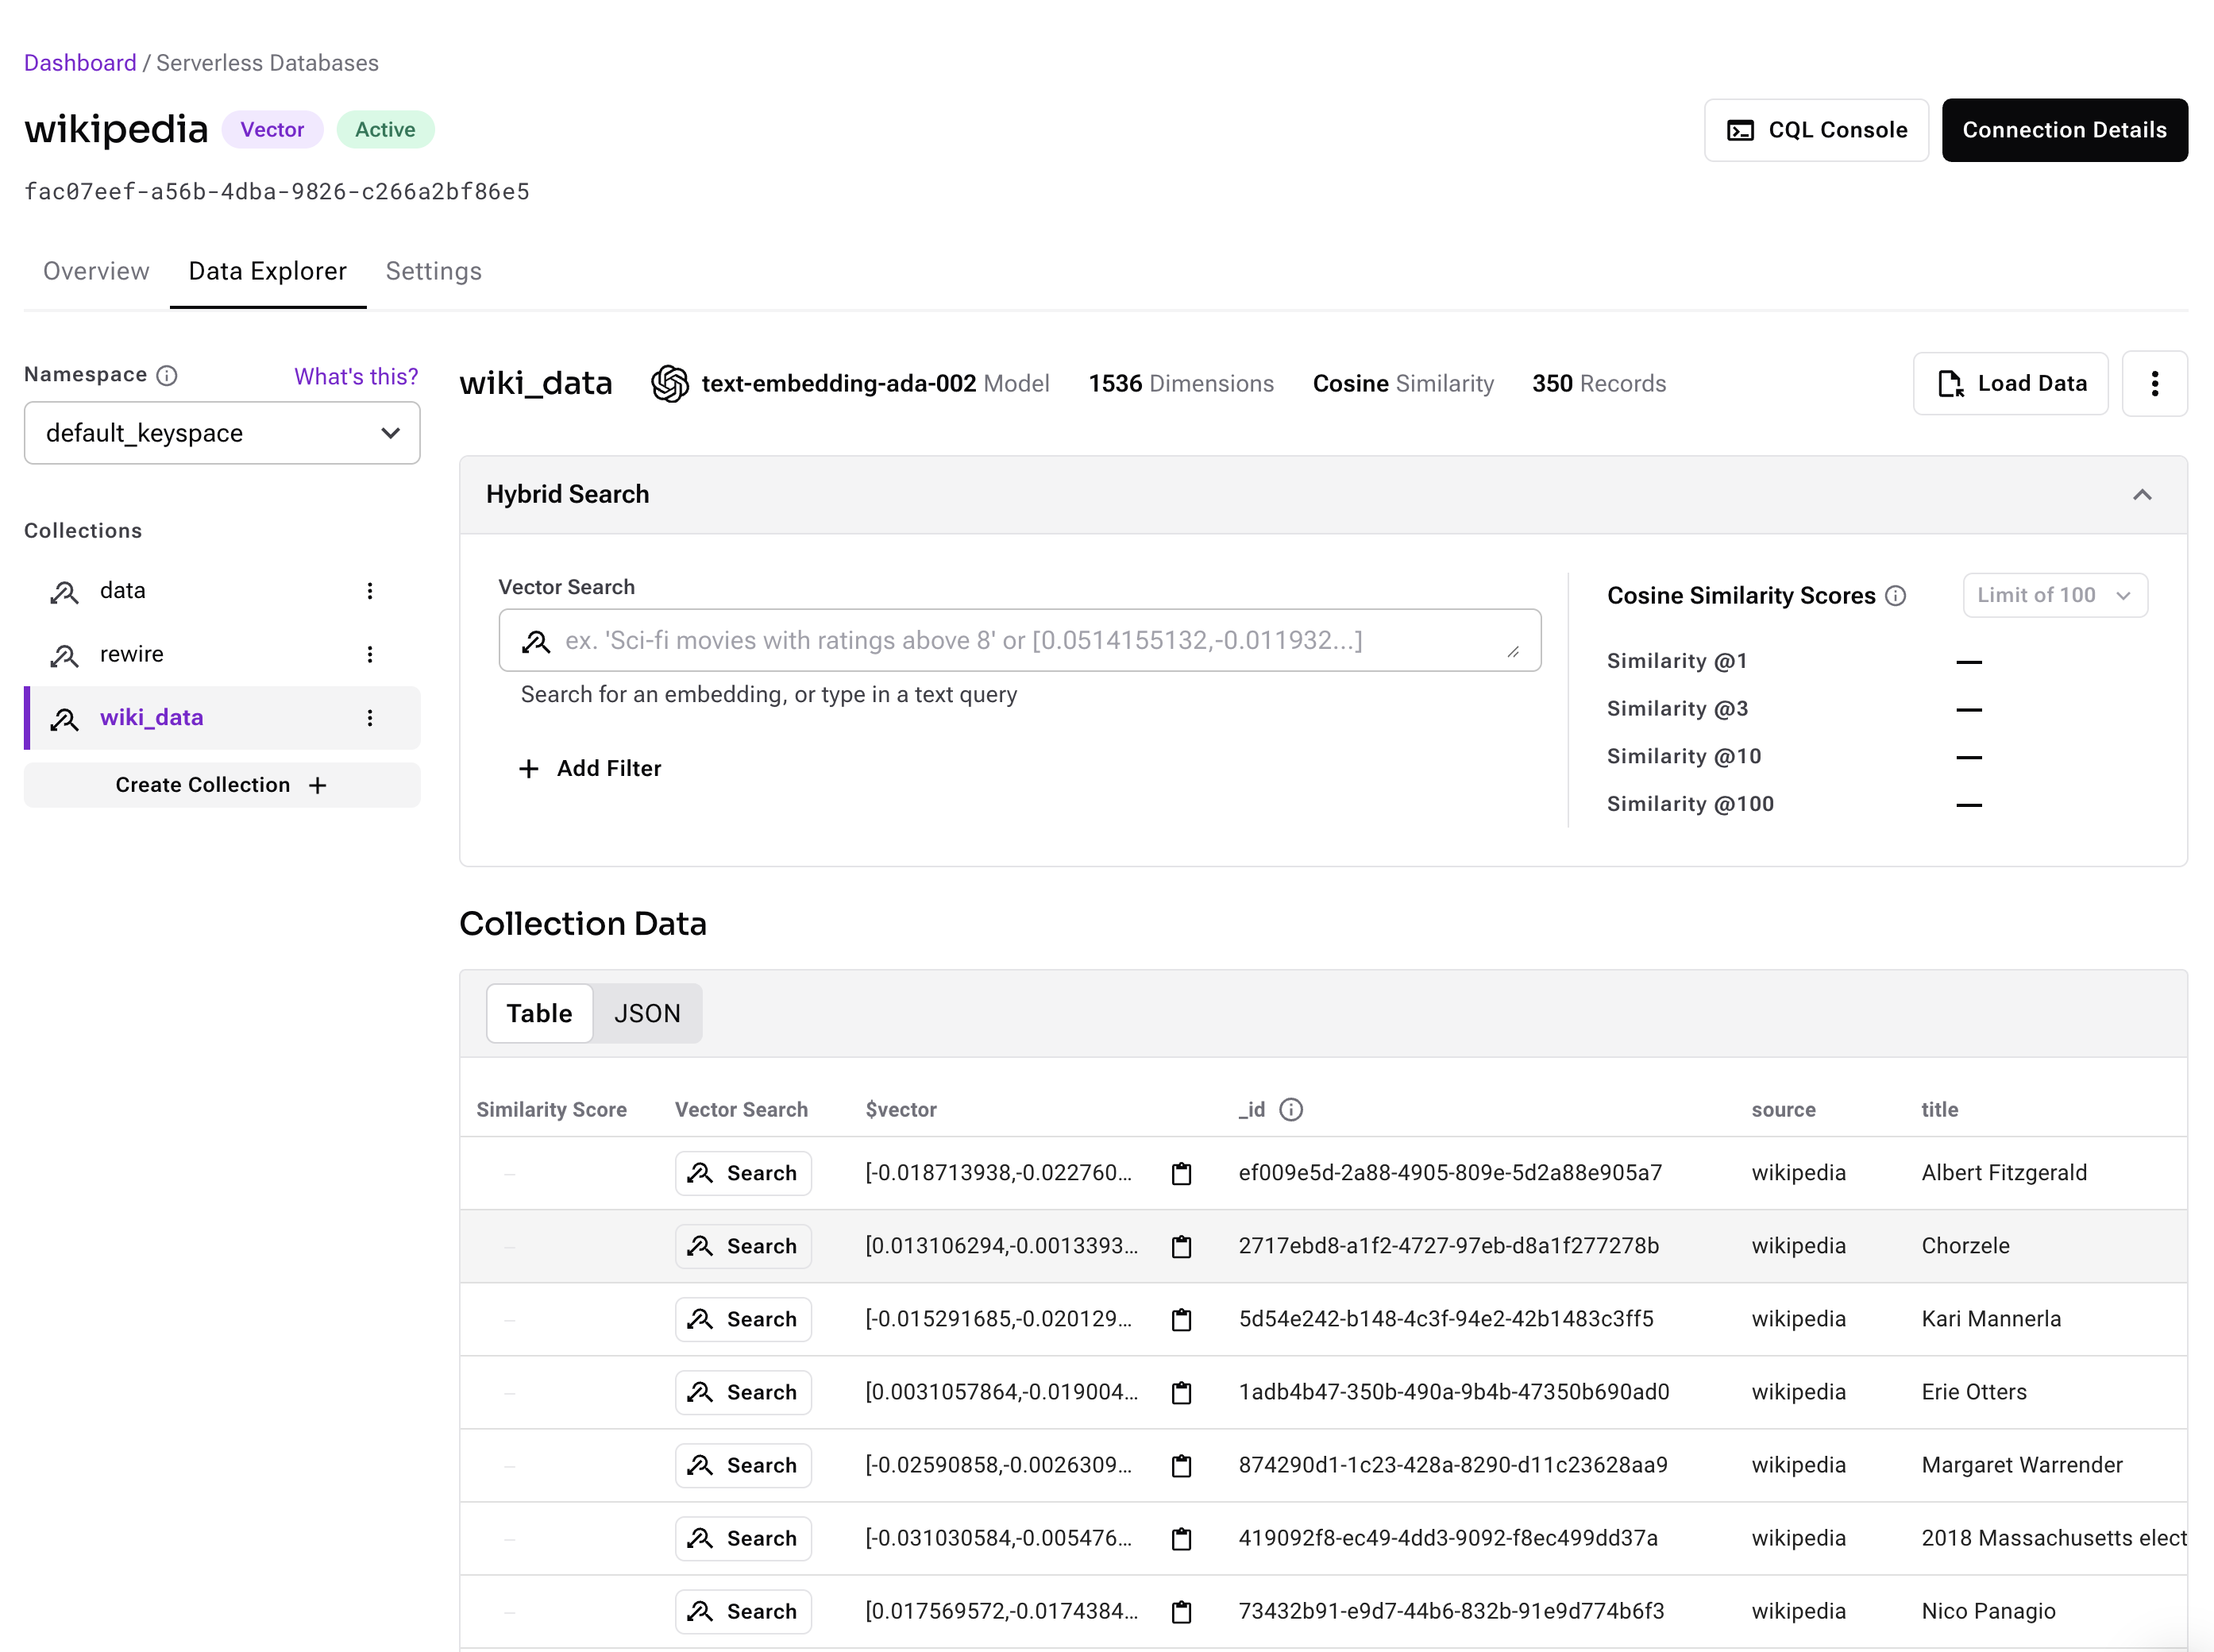 Dashboard / Serverless Databases
wikipedia Vector Active
CQL Console Connection Details
fac07eef-a56b-4dba-9826-c266a2bf86e5
Overview Data Explorer Settings
Namespace What's this?
default_keyspace
Collections
data
rewire
wiki_data
Create Collection +
wiki_data text-embedding-ada-002 Model 1536 Dimensions Cosine Similarity 350 Records Load Data
Hybrid Search
Vector Search
ex. 'Sci-fi movies with ratings above 8' or [0.0514155132,-0.011932...]
Search for an embedding, or type in a text query
+ Add Filter
Cosine Similarity Scores Limit of 100
Similarity @1 —
Similarity @3 —
Similarity @10 —
Similarity @100 —
Collection Data
Table JSON
Similarity Score Vector Search $vector _id source title
– Search [-0.018713938,-0.022760... ef009e5d-2a88-4905-809e-5d2a88e905a7 wikipedia Albert Fitzgerald
– Search [0.013106294,-0.0013393... 2717ebd8-a1f2-4727-97eb-d8a1f277278b wikipedia Chorzele
– Search [-0.015291685,-0.020129... 5d54e242-b148-4c3f-94e2-42b1483c3ff5 wikipedia Kari Mannerla
– Search [0.0031057864,-0.019004... 1adb4b47-350b-490a-9b4b-47350b690ad0 wikipedia Erie Otters
– Search [-0.02590858,-0.0026309... 874290d1-1c23-428a-8290-d11c23628aa9 wikipedia Margaret Warrender
– Search [-0.031030584,-0.005476... 419092f8-ec49-4dd3-9092-f8ec499dd37a wikipedia 2018 Massachusetts elect
– Search [0.017569572,-0.0174384... 73432b91-e9d7-44b6-832b-91e9d774b6f3 wikipedia Nico Panagio